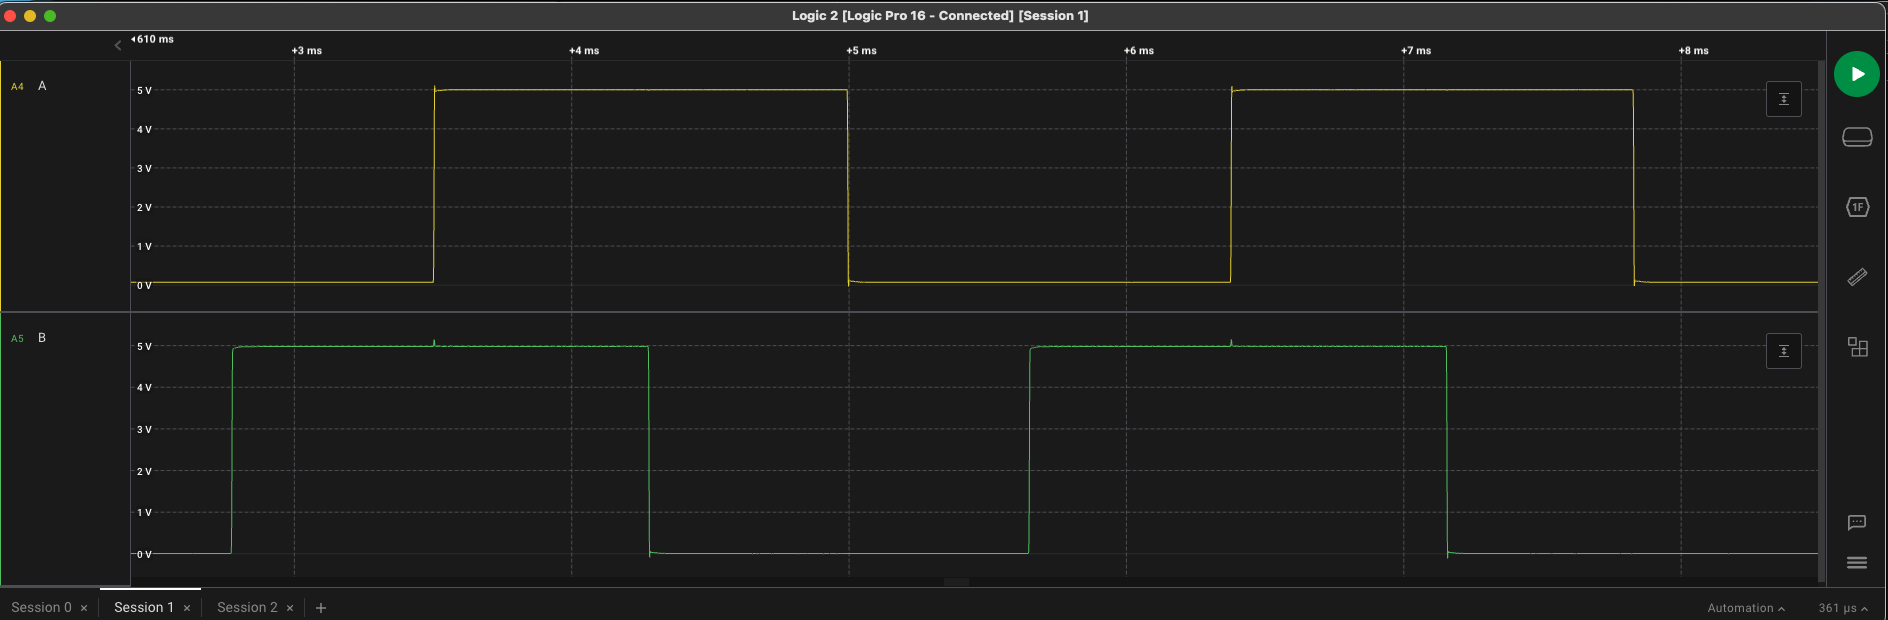 Logic 2 [Logic Pro 16 - Connected] [Session 1]
610 ms
+3 ms +4 ms +5 ms +6 ms +7 ms +8 ms
A4 A
5 V
4 V
3 V
2 V
1 V
0 V
1F
A5 B
5 V
4 V
3 V
2 V
1 V
0 V
Session 0 × Session 1 × Session 2 × +
Automation 361 µs